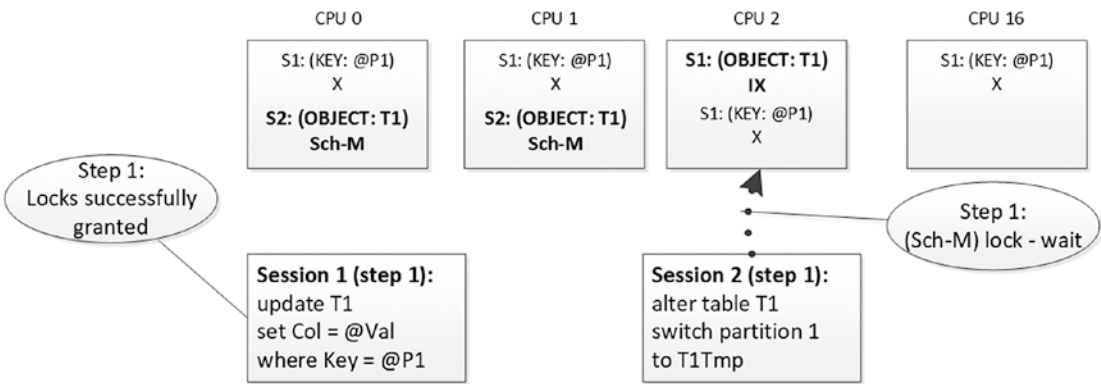 CPU 0
CPU 1
CPU 2
CPU 16
S1: (KEY: @P1)
X
S2: (OBJECT: T1)
Sch-M
S1: (KEY: @P1)
X
S2: (OBJECT: T1)
Sch-M
S1: (OBJECT: T1)
IX
S1: (KEY: @P1)
X
S1: (KEY: @P1)
X
Step 1:
Locks successfully
granted
Step 1:
(Sch-M) lock - wait
Session 1 (step 1):
update T1
set Col = @Val
where Key = @P1
Session 2 (step 1):
alter table T1
switch partition 1
to T1Tmp